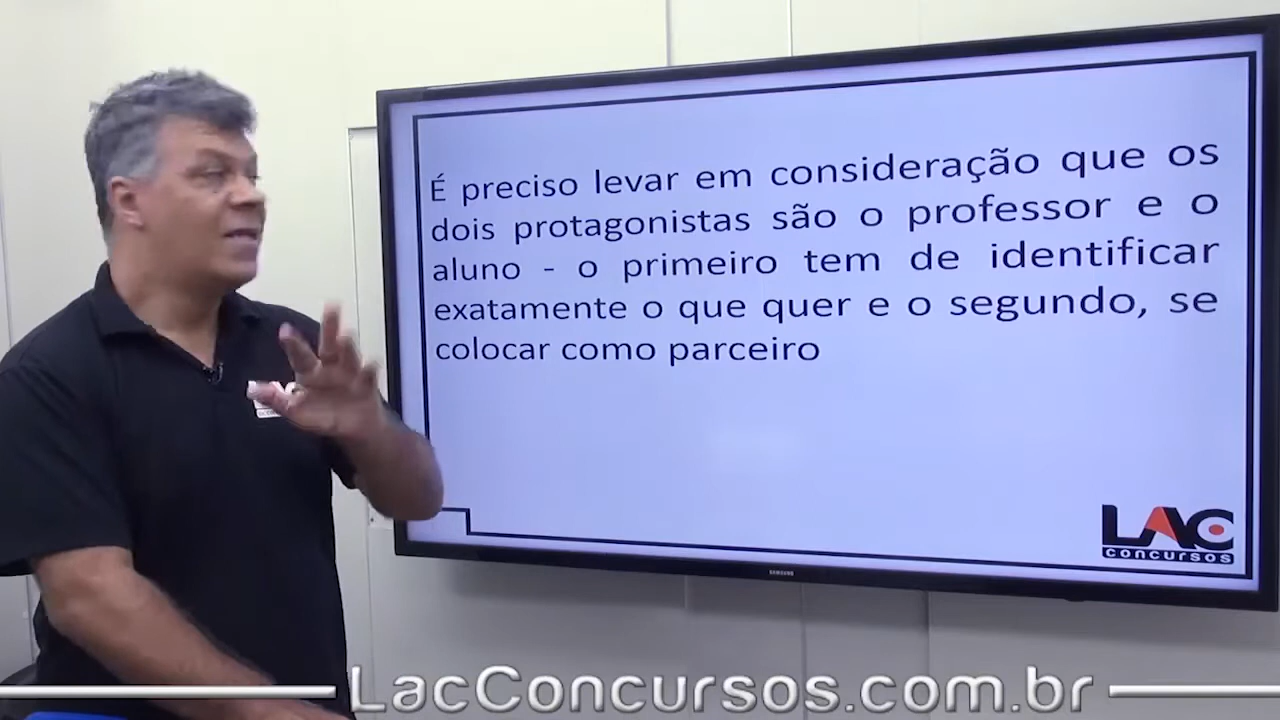 É preciso levar em consideração que os
dois protagonistas são o professor e o
aluno - o primeiro tem de identificar
exatamente o que quer e o segundo, se
colocar como parceiro
LAC
concursos
SAMSUNG
LacConcursos.com.br